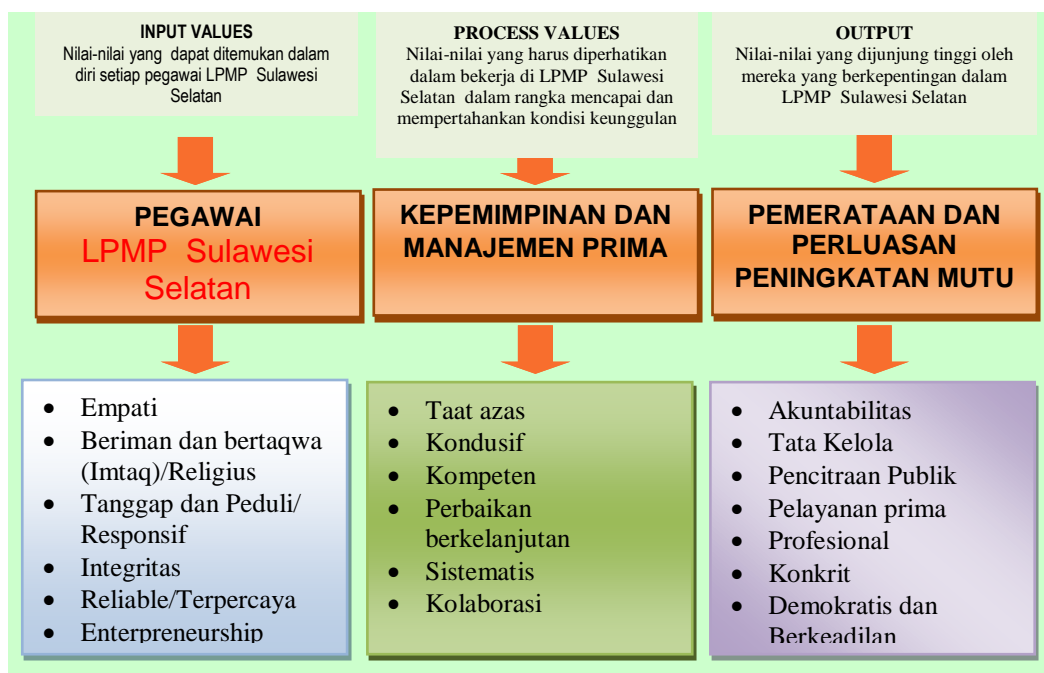 INPUT VALUES
Nilai-nilai yang dapat ditemukan dalam
diri setiap pegawai LPMP Sulawesi
Selatan
PROCESS VALUES
Nilai-nilai yang harus diperhatikan
dalam bekerja di LPMP Sulawesi
Selatan dalam rangka mencapai dan
mempertahankan kondisi keunggulan
OUTPUT
Nilai-nilai yang dijunjung tinggi oleh
mereka yang berkepentingan dalam
LPMP Sulawesi Selatan
PEGAWAI
LPMP Sulawesi
Selatan
KEPEMIMPINAN DAN
MANAJEMEN PRIMA
PEMERATAAN DAN
PERLUASAN
PENINGKATAN MUTU
• Empati
• Beriman dan bertaqwa
(Imtaq)/Religius
• Tanggap dan Peduli/
Responsif
• Integritas
• Reliable/Terpercaya
• Enterpreneurship
• Taat azas
• Kondusif
• Kompeten
• Perbaikan
berkelanjutan
• Sistematis
• Kolaborasi
• Akuntabilitas
• Tata Kelola
• Pencitraan Publik
• Pelayanan prima
• Profesional
• Konkrit
• Demokratis dan
Berkeadilan